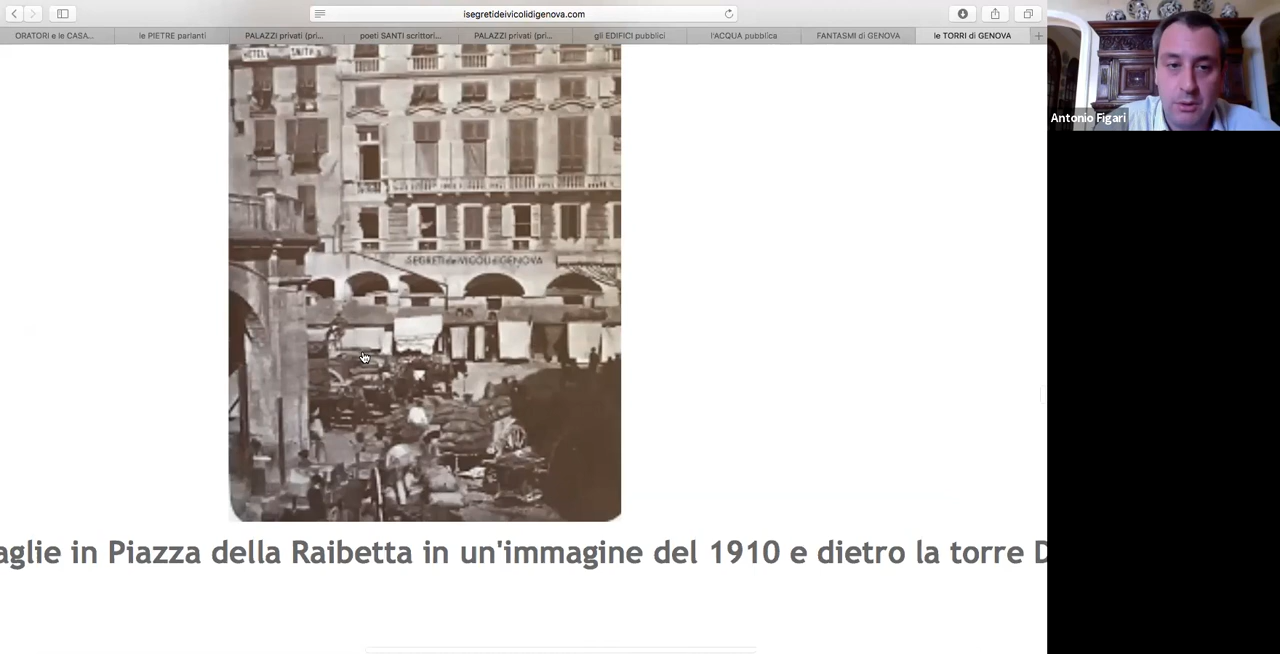 isegretideivicolidigenova.com
ORATORI e le CASA...
le PIETRE parlanti
PALAZZI privati (pri...
poeti SANTI scrittori...
PALAZZI privati (pri...
gli EDIFICI pubblici
l'ACQUA pubblica
FANTASMI di GENOVA
le TORRI di GENOVA
Antonio Figari
HOTEL SMITH
SEGRETI dei VICOLI di GENOVA
aglie in Piazza della Raibetta in un'immagine del 1910 e dietro la torre D